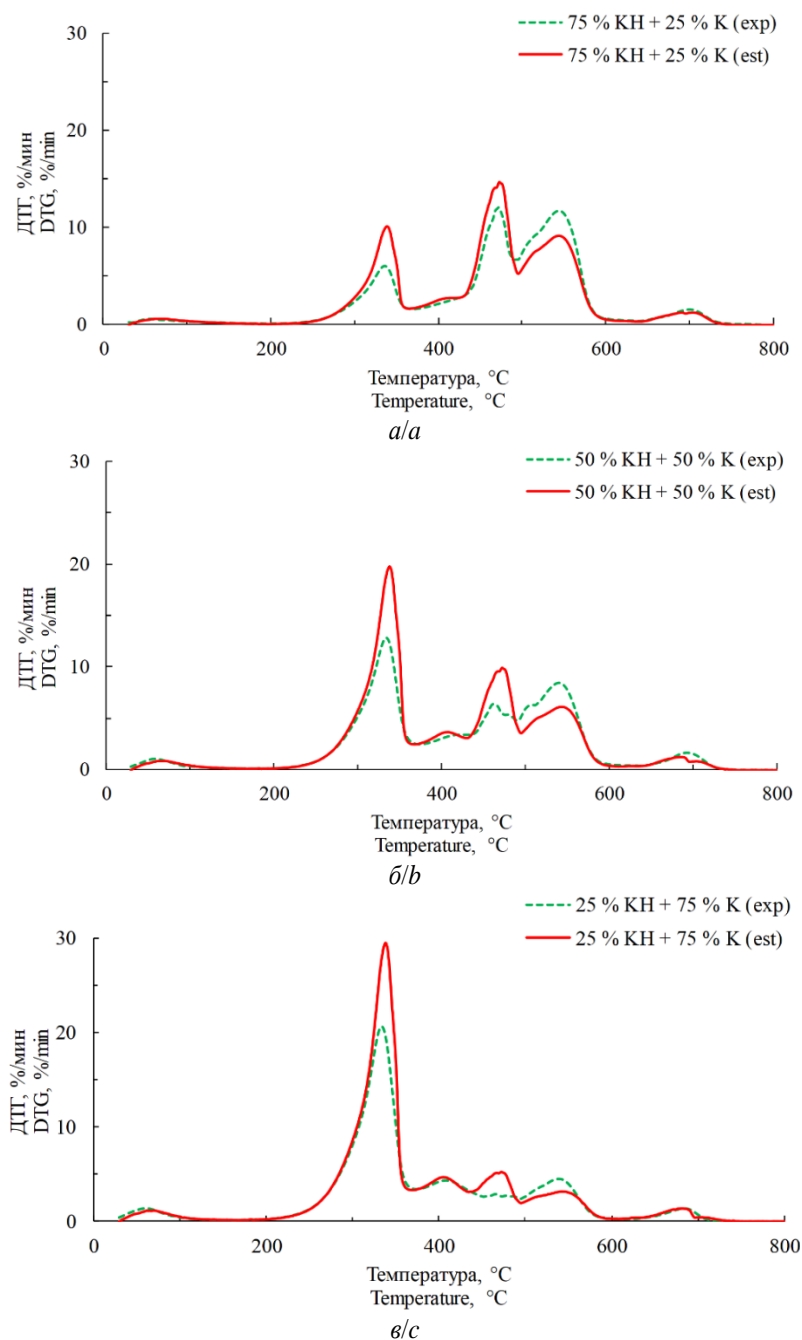 75 % KH + 25 % K (exp)
75 % KH + 25 % K (est)
30
20
10
0
ДТГ, %/мин
DTG, %/min
0
200
400
600
800
Температура, °C
Temperature, °C
а/a
50 % KH + 50 % K (exp)
50 % KH + 50 % K (est)
30
20
10
0
ДТГ, %/мин
DTG, %/min
0
200
400
600
800
Температура, °C
Temperature, °C
б/b
25 % KH + 75 % K (exp)
25 % KH + 75 % K (est)
30
20
10
0
ДТГ, %/мин
DTG, %/min
0
200
400
600
800
Температура, °C
Temperature, °C
в/c